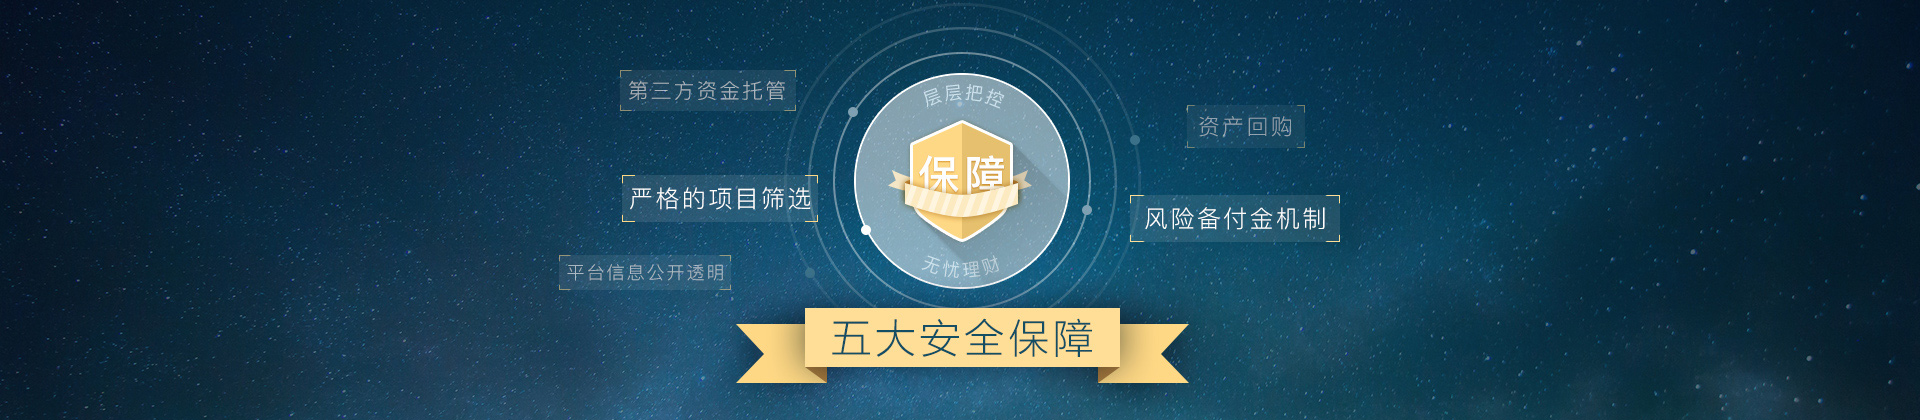 第三方资金托管
严格的项目筛选
平台信息公开透明
层层把控
保障
无忧理财
资产回购
风险备付金机制
五大安全保障